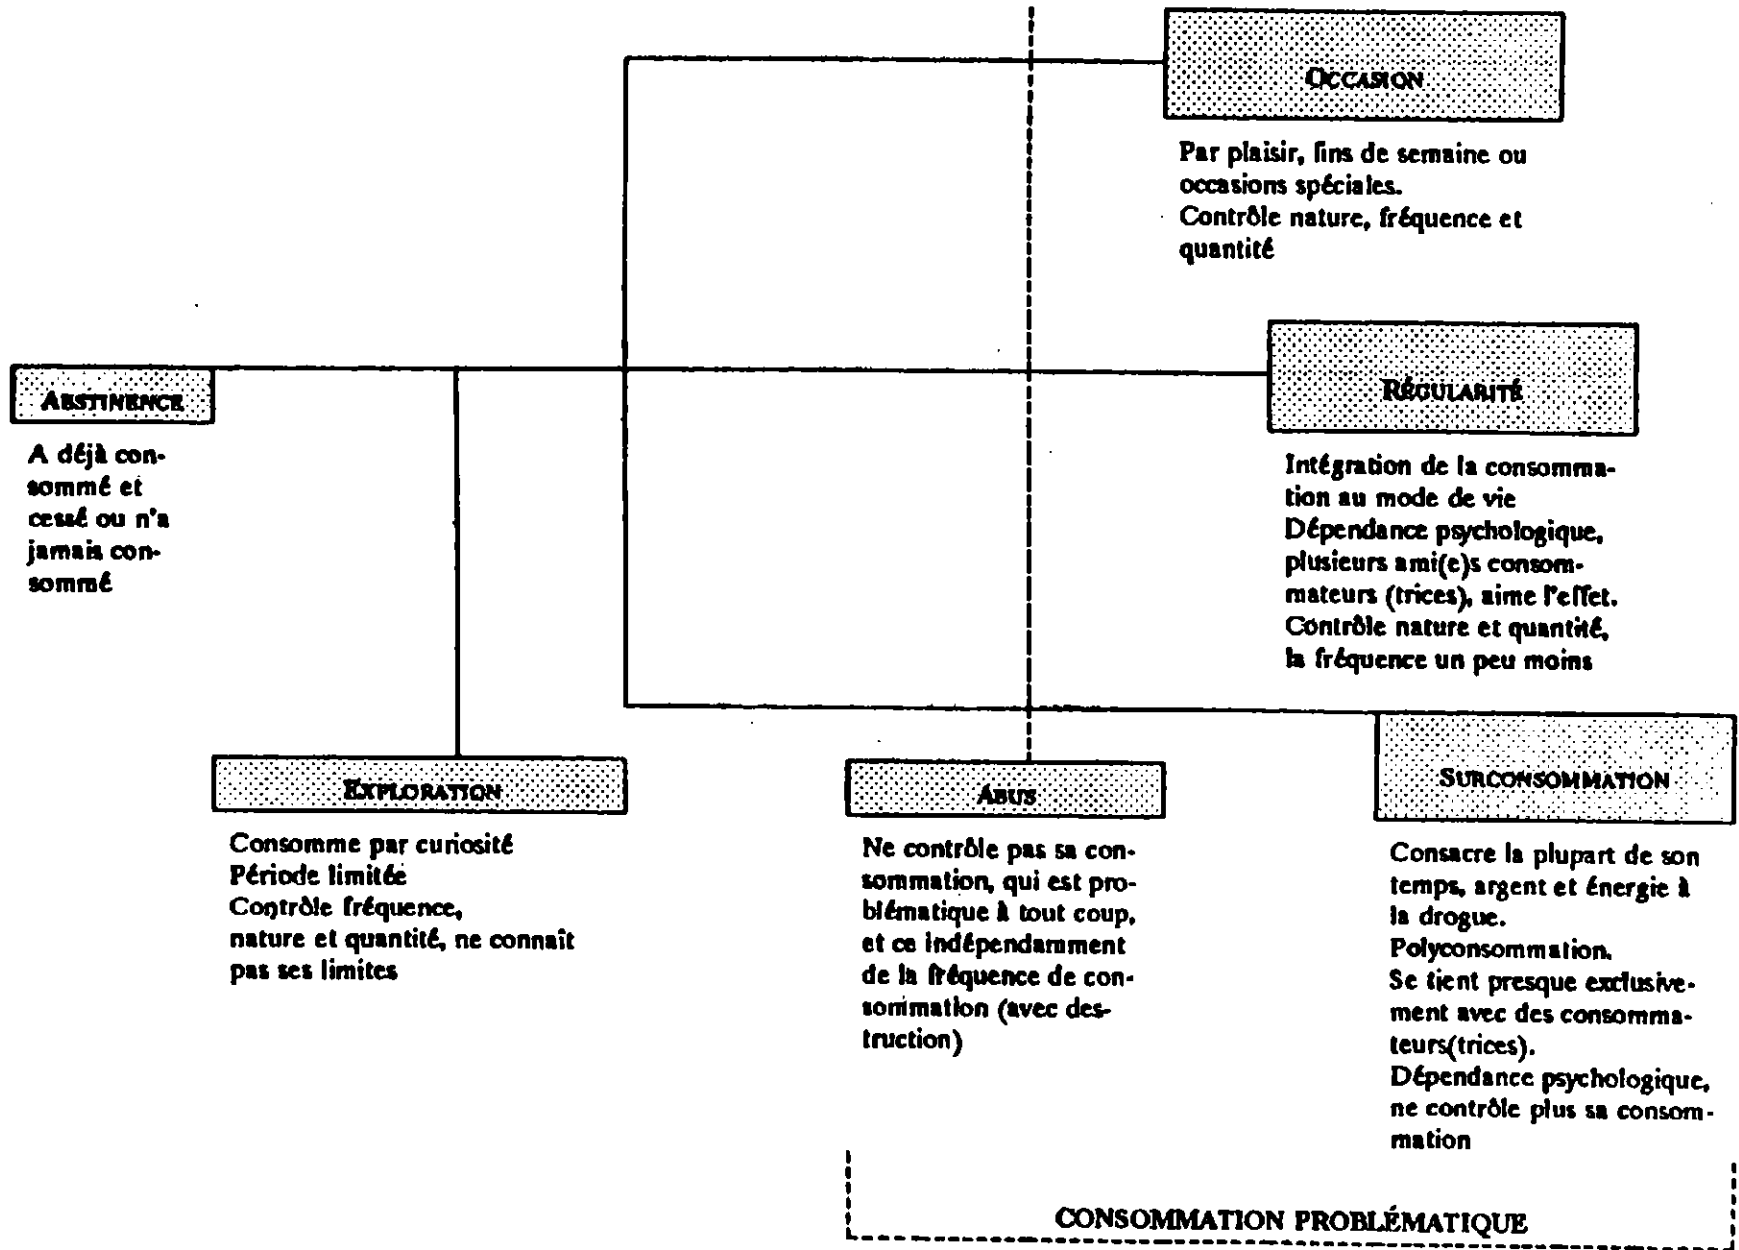 OCCASION
Par plaisir, fins de semaine ou
occasions spéciales.
Contrôle nature, fréquence et
quantité
ABSTINENCE
A déjà con-
sommé et
cessé ou n'a
jamais con-
sommé
RÉGULARITÉ
Intégration de la consomma-
tion au mode de vie
Dépendance psychologique,
plusieurs ami(e)s consom-
mateurs (trices), aime l'effet.
Contrôle nature et quantité,
la fréquence un peu moins
EXPLORATION
Consomme par curiosité
Période limitée
Contrôle fréquence,
nature et quantité, ne connaît
pas ses limites
ABUS
Ne contrôle pas sa con-
sommation, qui est pro-
blématique à tout coup,
et ce indépendamment
de la fréquence de con-
sommation (avec des-
truction)
SURCONSOMMATION
Consacre la plupart de son
temps, argent et énergie à
la drogue.
Polyconsommation.
Se tient presque exclusive-
ment avec des consomma-
teurs(trices).
Dépendance psychologique,
ne contrôle plus sa consom-
mation
CONSOMMATION PROBLÉMATIQUE